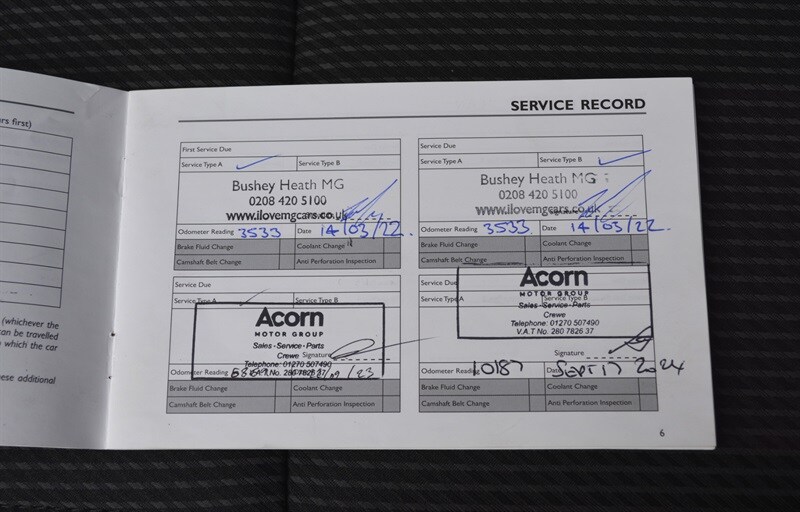 rs first)
(whichever the
can be travelled
n which the car
ese additional
SERVICE RECORD
First Service Due
Service Type A ✓ Service Type B
Bushey Heath MG
0208 420 5100
www.ilovemgcars.co.uk
Odometer Reading 3533 Date 14/03/22.
Brake Fluid Change Coolant Change
Camshaft Belt Change Anti Perforation Inspection
Service Due
Service Type A Service Type B ✓
Bushey Heath MG
0208 420 5100
www.ilovemgcars.co.uk
Odometer Reading 3533 Date 14/03/22.
Brake Fluid Change Coolant Change
Camshaft Belt Change Anti Perforation Inspection
Service Due
Service Type A ✓ Service Type B
Acorn
MOTOR GROUP
Sales - Service - Parts
Crewe
Signature
Telephone: 01270 507490
V.A.T No. 280 7826 37
Odometer Reading
Brake Fluid Change Coolant Change
Camshaft Belt Change Anti Perforation Inspection
Service Due
Service Type A Service Type B
Acorn
MOTOR GROUP
Sales - Service - Parts
Crewe
Telephone: 01270 507490
V.A.T No. 280 7826 37
Signature
Odometer Reading 10187 Date SEPT 17 2024
Brake Fluid Change Coolant Change
Camshaft Belt Change Anti Perforation Inspection
6